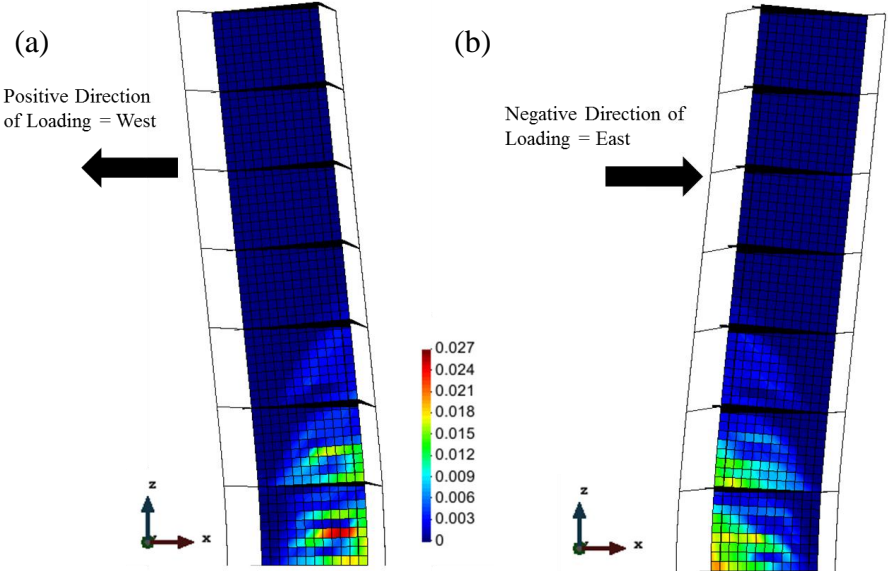 (a)
Positive Direction
of Loading = West
(b)
Negative Direction of
Loading = East
0.027
0.024
0.021
0.018
0.015
0.012
0.009
0.006
0.003
0
z
x
z
x